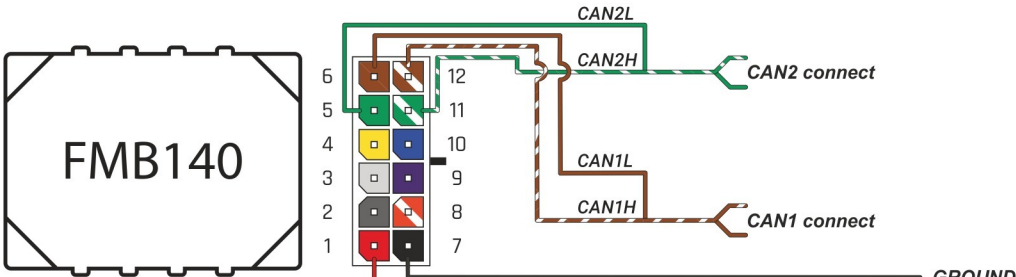 CAN2L
CAN2H
CAN2 connect
FMB140
6 12
5 11
4 10
3 9
2 8
1 7
CAN1L
CAN1H
CAN1 connect
GROUND